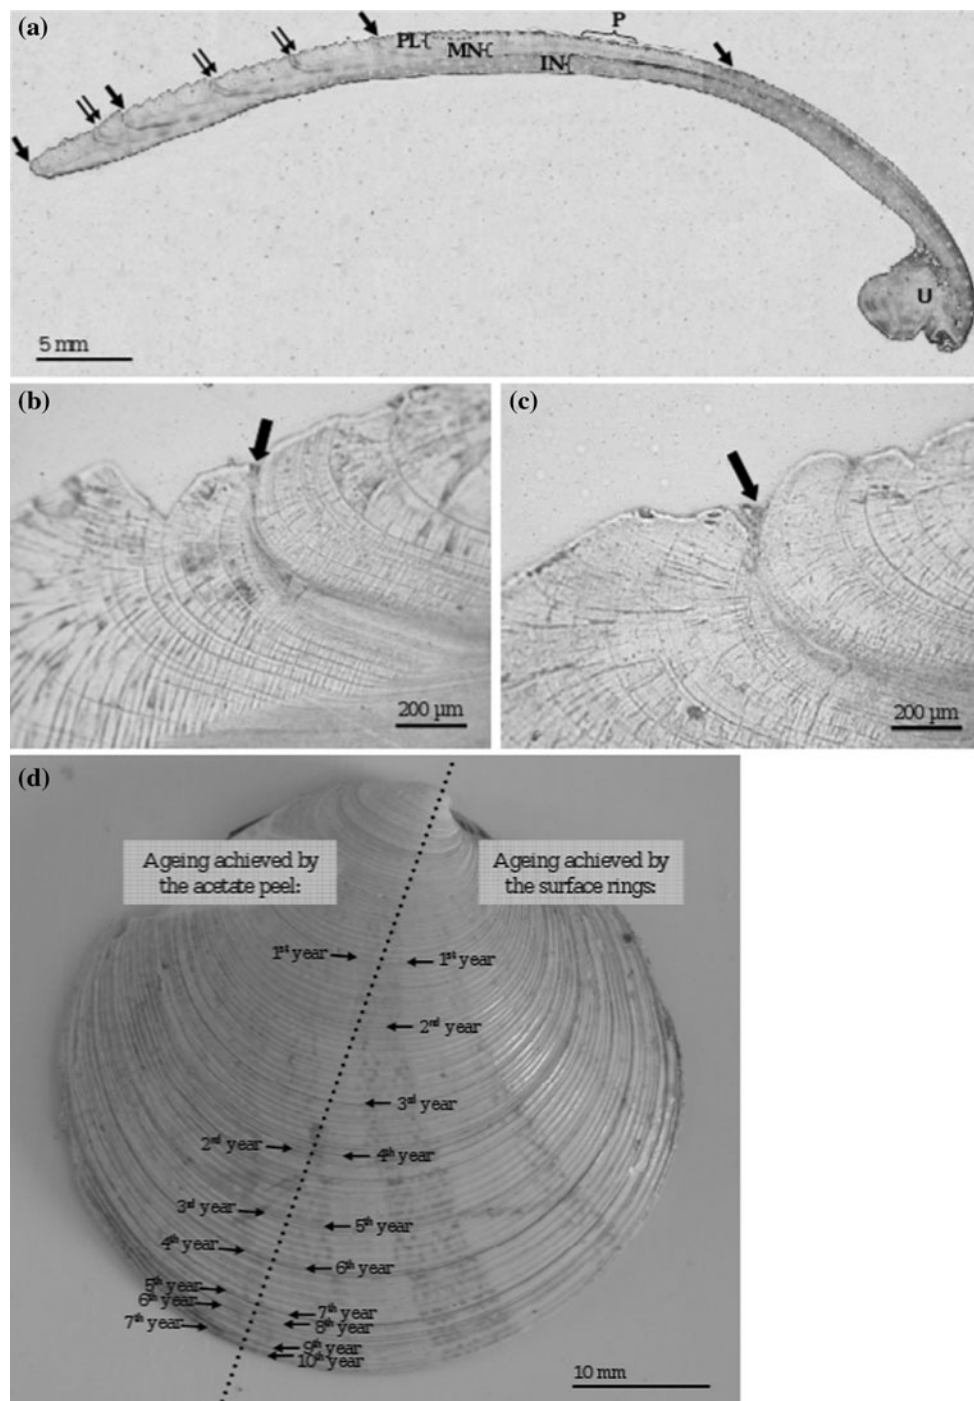 (a)
P
PL{
MN{
IN{
U
5 mm
(b)
200 µm
(c)
200 µm
(d)
Ageing achieved by
the acetate peel:
Ageing achieved by
the surface rings:
1st year
1st year
2nd year
3rd year
2nd year
4th year
3rd year
5th year
4th year
6th year
5th year
6th year
7th year
7th year
8th year
9th year
10th year
10 mm